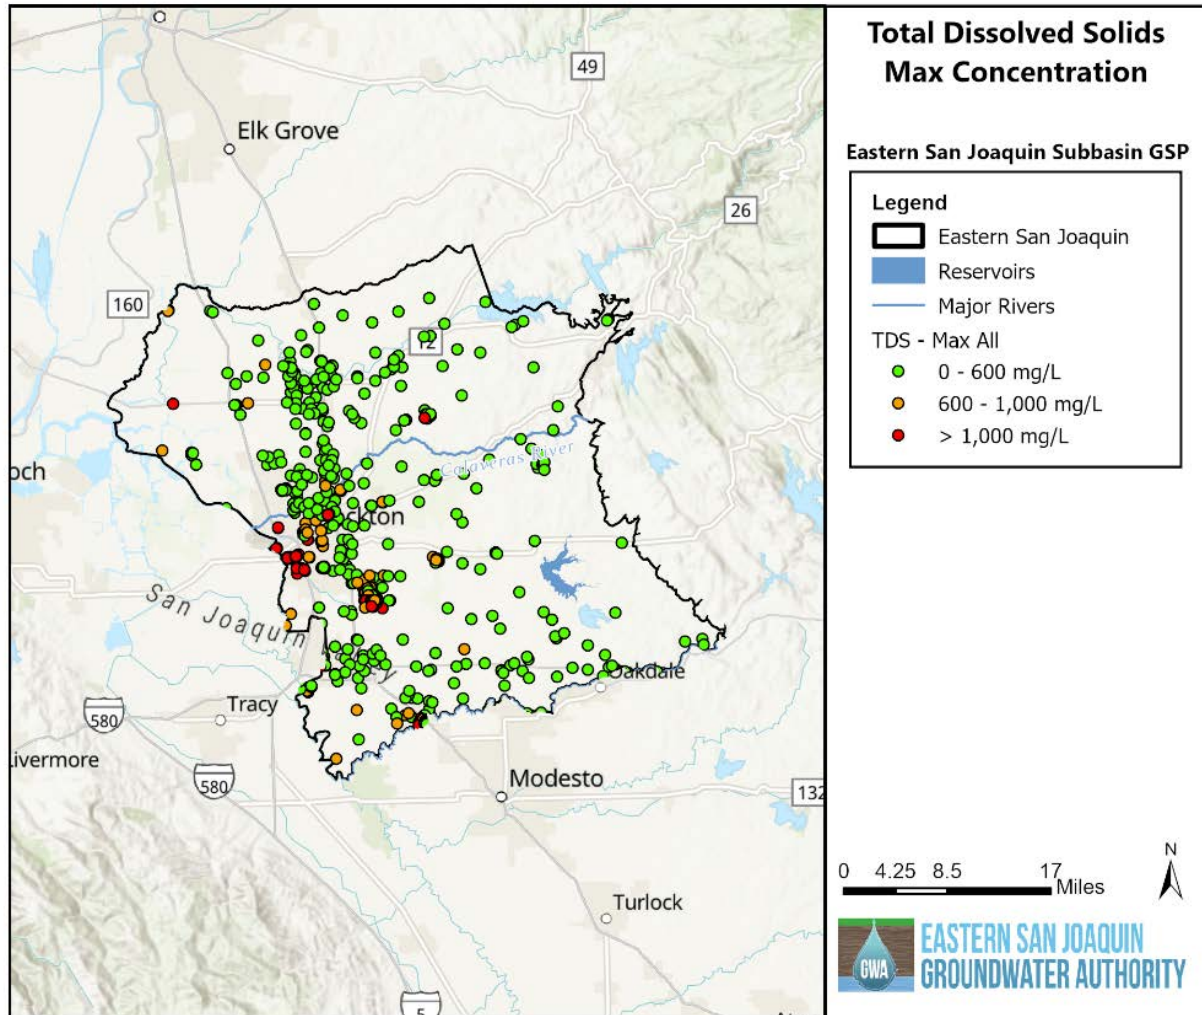 Total Dissolved Solids
Max Concentration
Eastern San Joaquin Subbasin GSP
Legend
Eastern San Joaquin
Reservoirs
Major Rivers
TDS - Max All
0 - 600 mg/L
600 - 1,000 mg/L
> 1,000 mg/L
49
Elk Grove
26
160
12
Calaveras River
och
ckton
San Joaquin
Oakdale
Tracy
580
ivermore
580
Modesto
132
Turlock
5
N
0 4.25 8.5 17
Miles
GWA
EASTERN SAN JOAQUIN
GROUNDWATER AUTHORITY